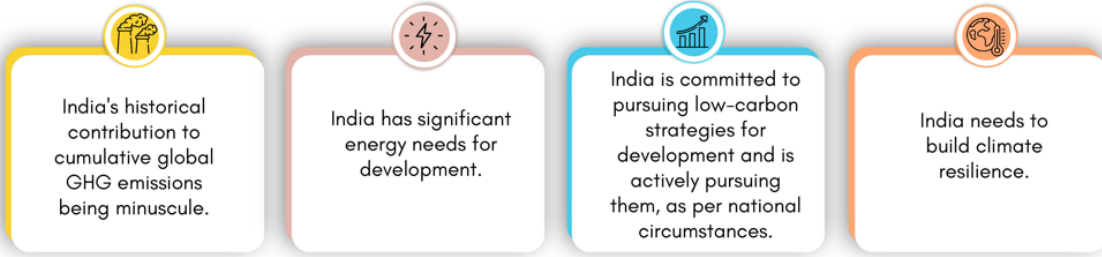 India's historical
contribution to
cumulative global
GHG emissions
being minuscule.
India has significant
energy needs for
development.
India is committed to
pursuing low-carbon
strategies for
development and is
actively pursuing
them, as per national
circumstances.
India needs to
build climate
resilience.